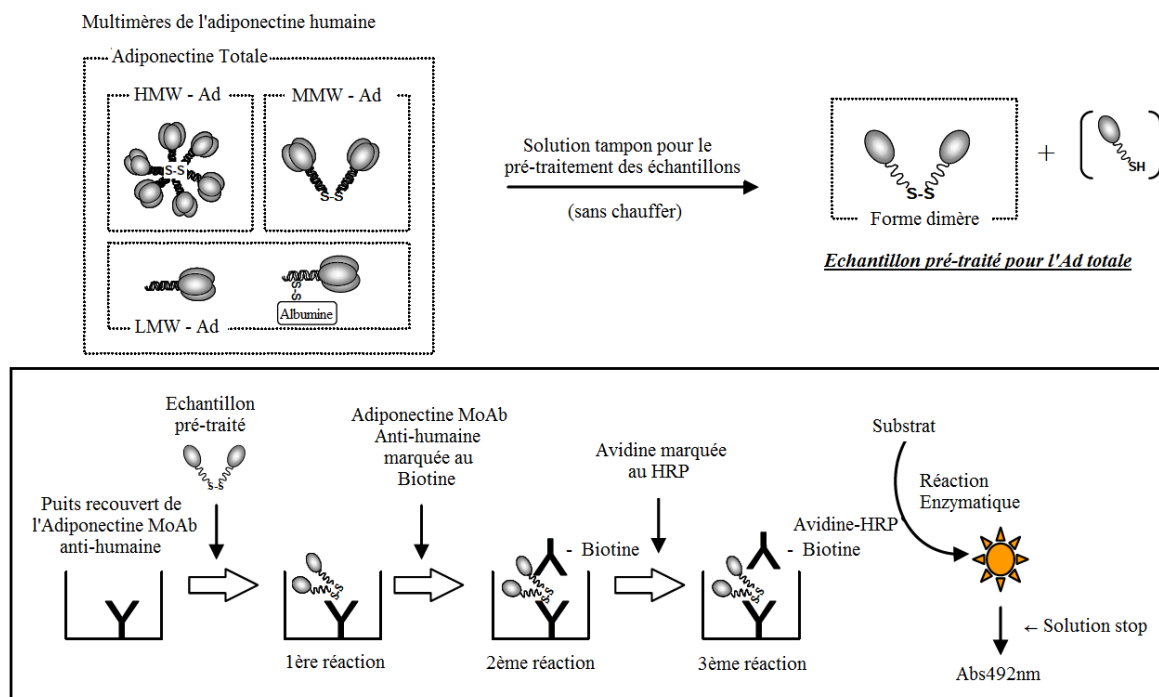 Multimères de l'adiponectine humaine
Adiponectine Totale
HMW - Ad
MMW - Ad
S-S
S-S
S-S
Albumine
LMW - Ad
Solution tampon pour le
pré-traitement des échantillons
(sans chauffer)
S-S
Forme dimère
+
SH
Echantillon pré-traité pour l'Ad totale
Echantillon
pré-traité
S-S
Puits recouvert de
l'Adiponectine MoAb
anti-humaine
Adiponectine MoAb
Anti-humaine
marquée au
Biotine
Avidine marquée
au HRP
Substrat
Réaction
Enzymatique
S-S
1ère réaction
- Biotine
S-S
2ème réaction
Avidine-HRP
- Biotine
S-S
3ème réaction
← Solution stop
Abs492nm